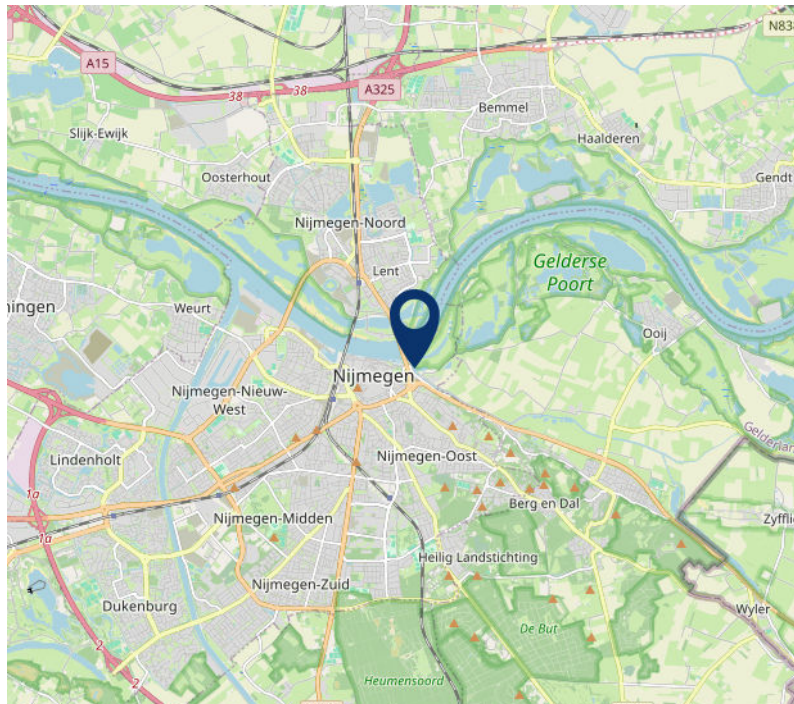 N838
A15
38
38
A325
Bemmel
Slijk-Ewijk
Haalderen
Oosterhout
Gendt
Nijmegen-Noord
Lent
Gelderse
Poort
ningen
Weurt
Ooij
Nijmegen
Nijmegen-Nieuw-
West
Gelderlan
Lindenholt
Nijmegen-Oost
1a
Berg en Dal
Nijmegen-Midden
Zyffli
1a
Heilig Landstichting
Nijmegen-Zuid
Dukenburg
Wyler
De But
2
2
Heumensoord